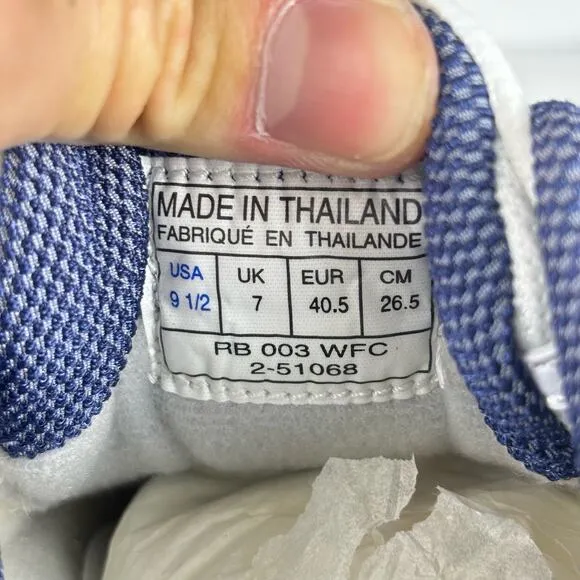 MADE IN THAILAND
FABRIQUÉ EN THAILANDE
USA UK EUR CM
9 1/2 7 40.5 26.5
RB 003 WFC
2-51068